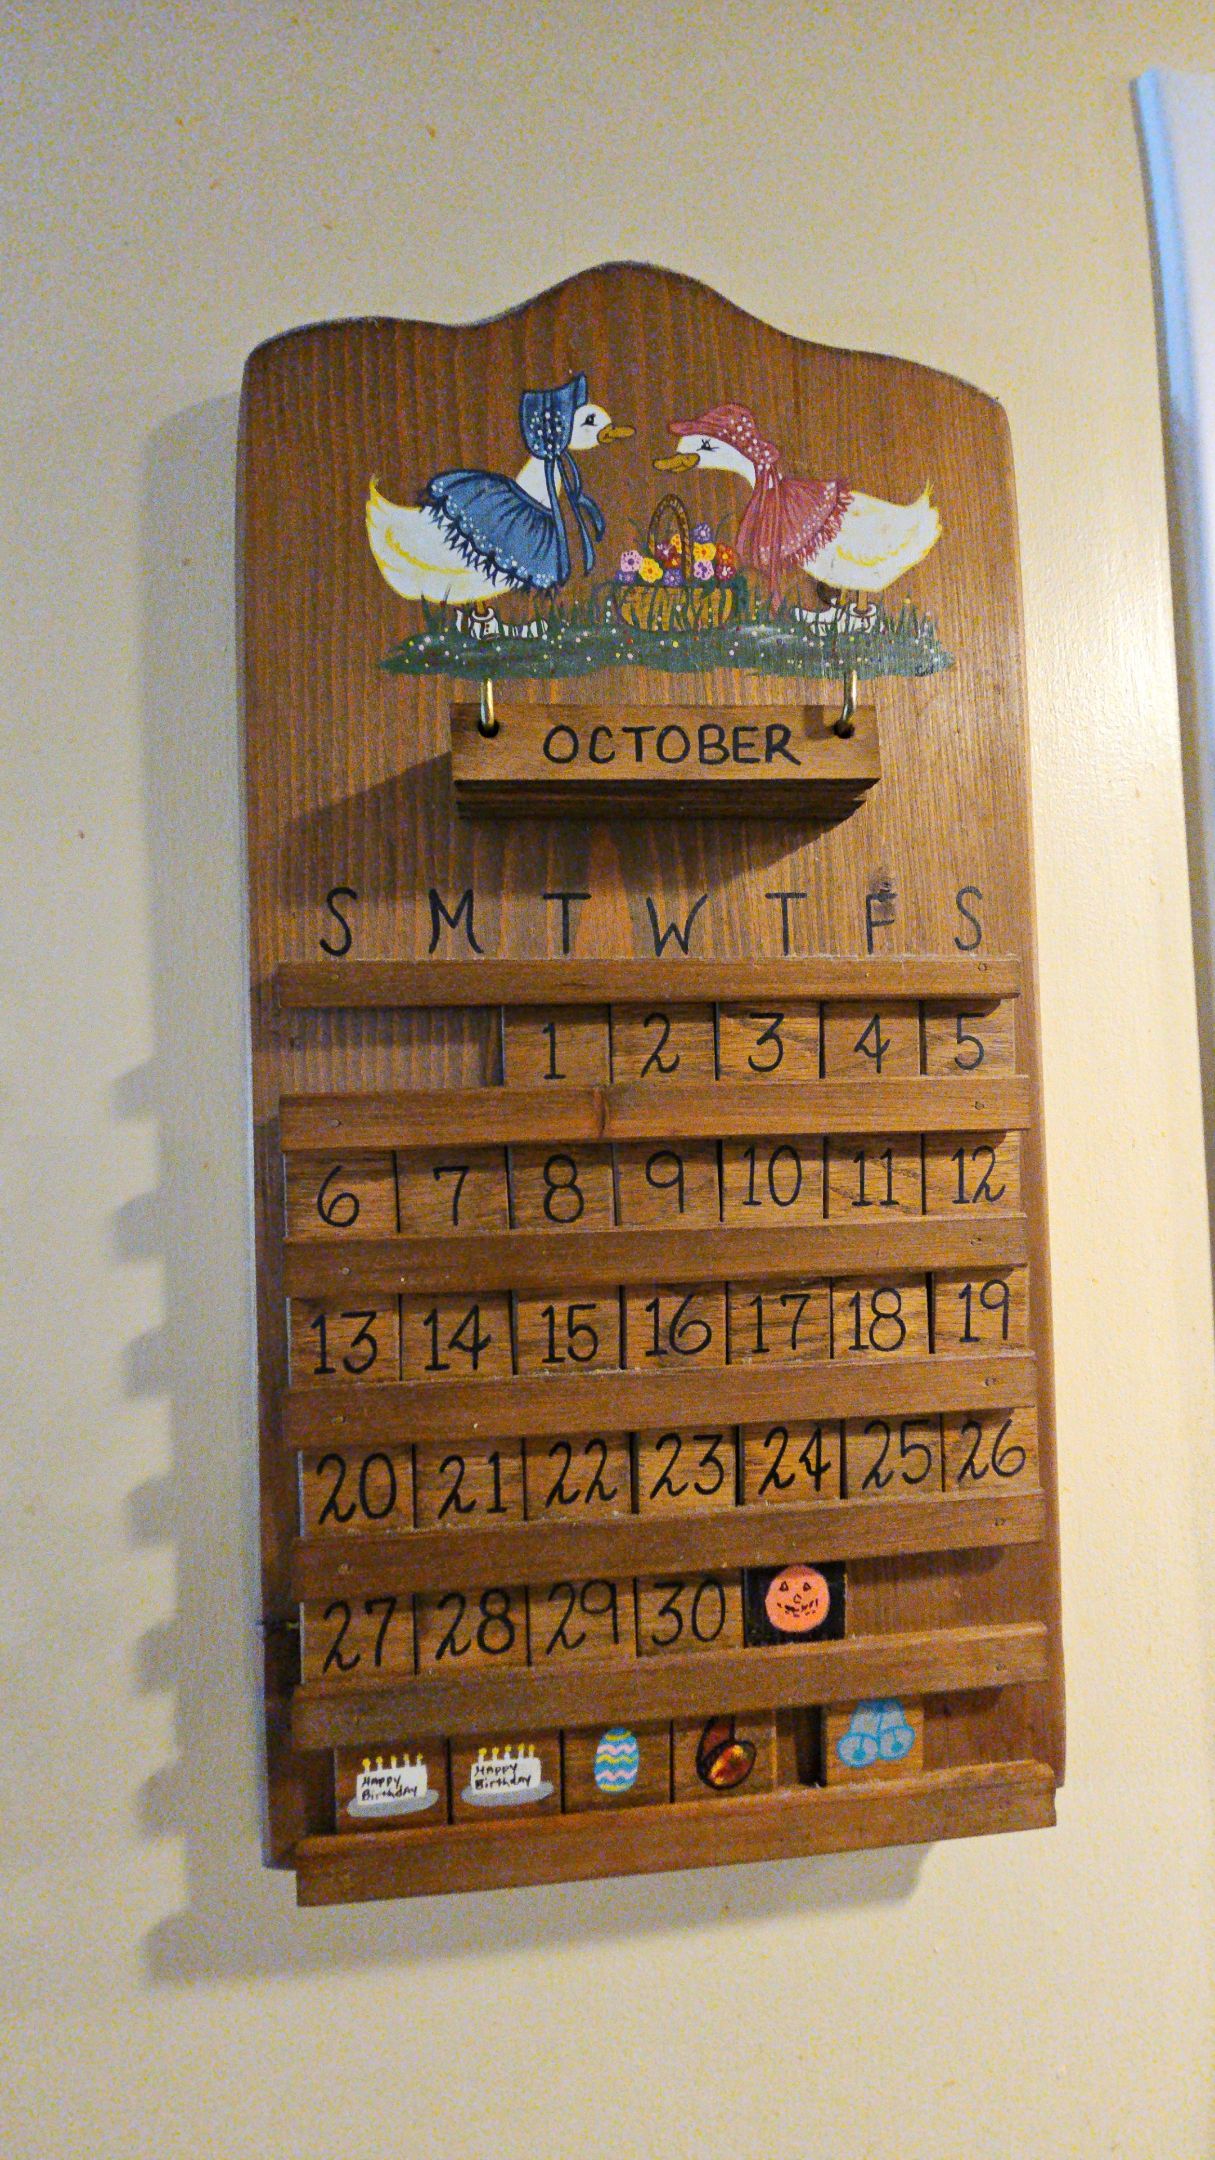 OCTOBER
S M T W T F S
1 2 3 4 5
6 7 8 9 10 11 12
13 14 15 16 17 18 19
20 21 22 23 24 25 26
27 28 29 30
HAPPY HAPPY
Birthday Birthday